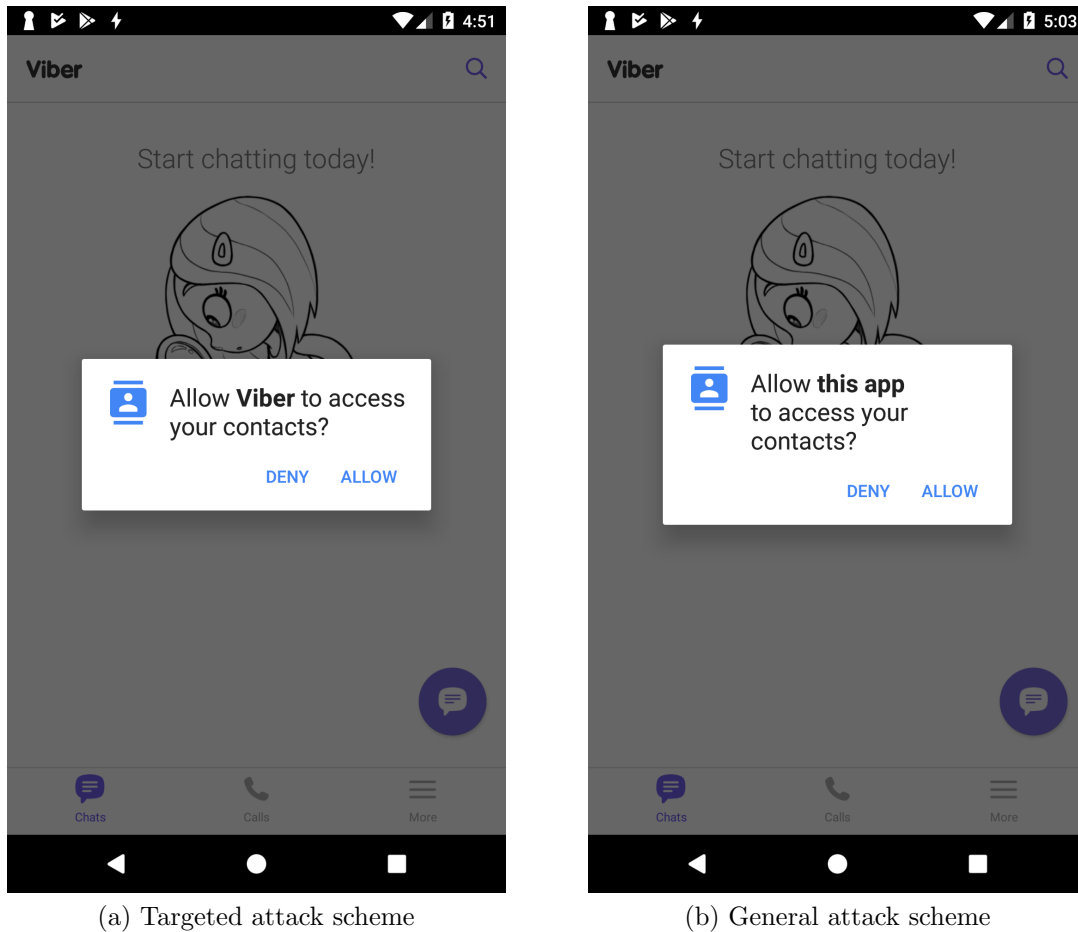 4:51
Viber
Start chatting today!
Allow Viber to access
your contacts?
DENY ALLOW
Chats Calls More
(a) Targeted attack scheme
5:03
Viber
Start chatting today!
Allow this app
to access your
contacts?
DENY ALLOW
Chats Calls More
(b) General attack scheme